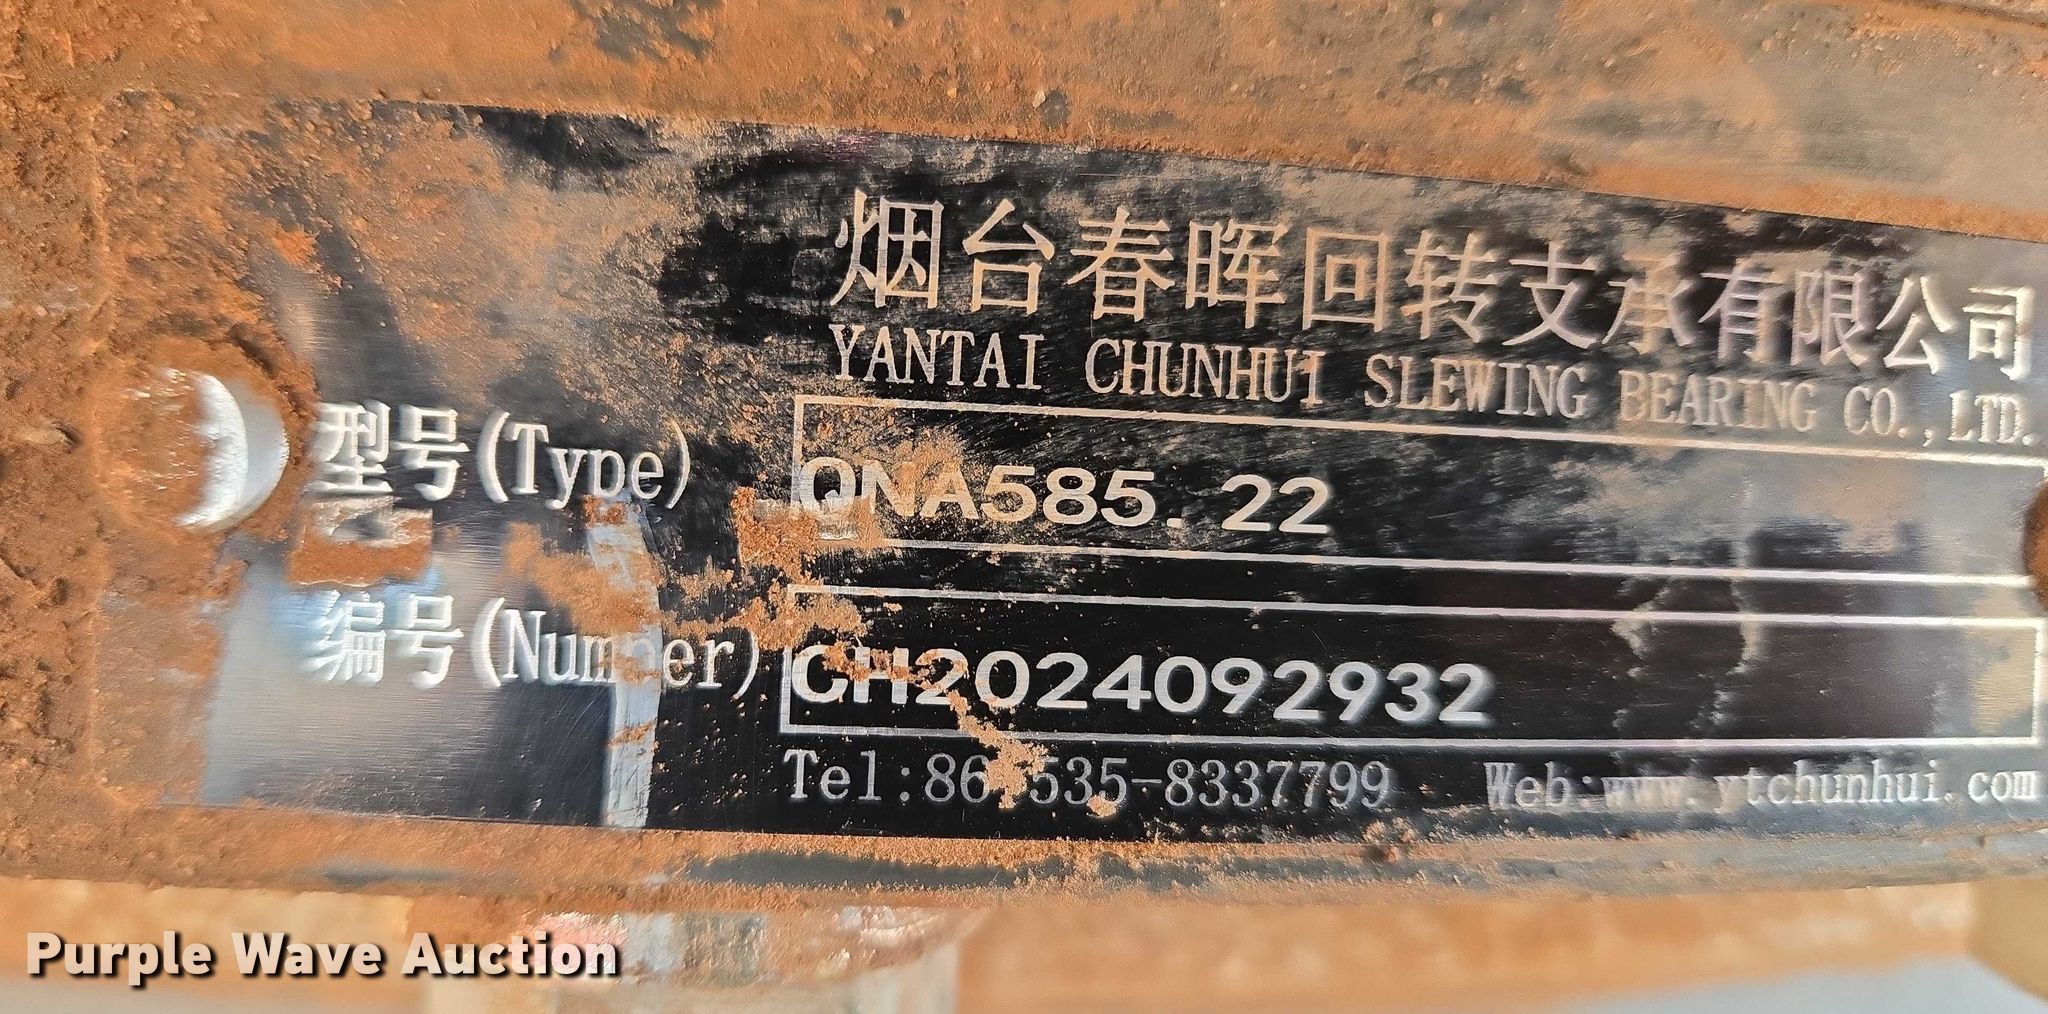 烟台春晖回转支承有限公司
YANTAI CHUNHUI SLEWING BEARING CO.,LTD.
型号(Type) QNA585.22
编号(Number) CH2024092932
Tel:86-535-8337799 Web:www.ytchunhui.com
Purple Wave Auction